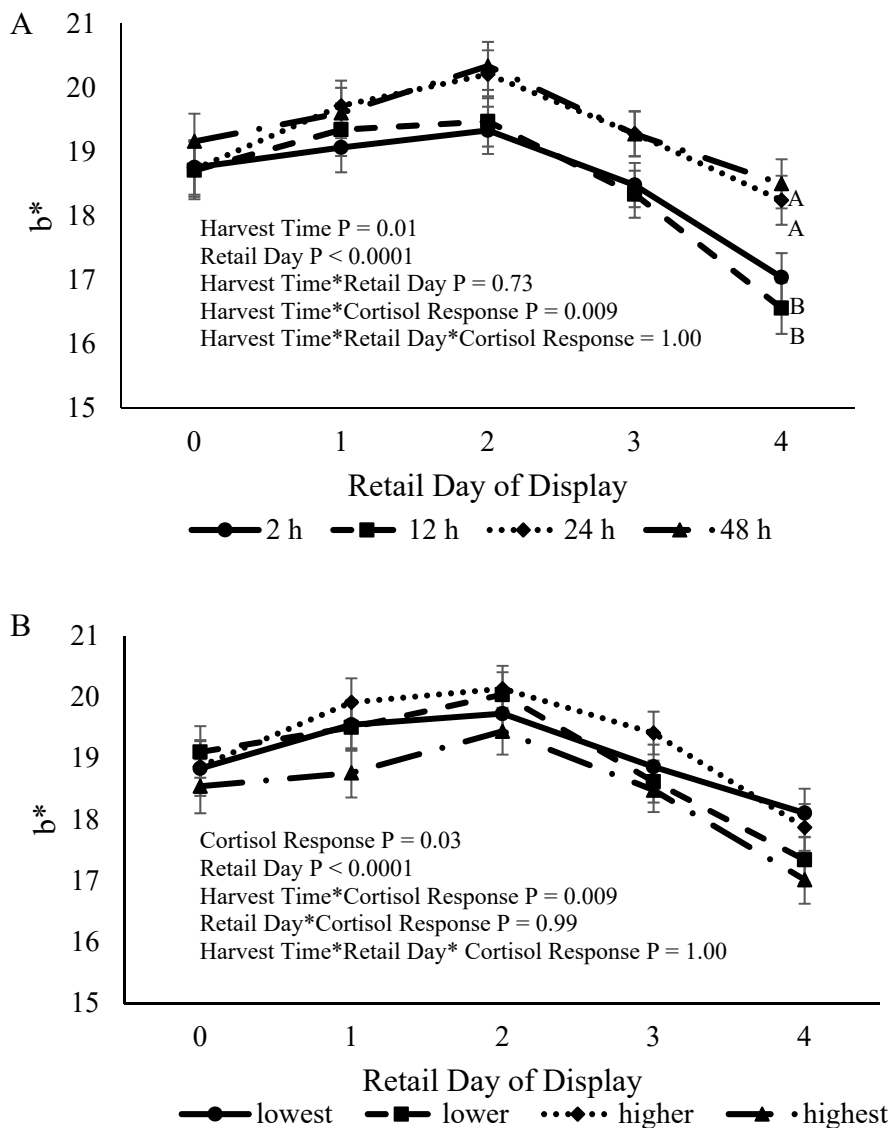 A
21
20
19
18
17
16
15
b*
Harvest Time P = 0.01
Retail Day P < 0.0001
Harvest Time*Retail Day P = 0.73
Harvest Time*Cortisol Response P = 0.009
Harvest Time*Retail Day*Cortisol Response = 1.00
A
A
B
B
0 1 2 3 4
Retail Day of Display
2 h 12 h 24 h 48 h
B
21
20
19
18
17
16
15
b*
Cortisol Response P = 0.03
Retail Day P < 0.0001
Harvest Time*Cortisol Response P = 0.009
Retail Day*Cortisol Response P = 0.99
Harvest Time*Retail Day* Cortisol Response P = 1.00
0 1 2 3 4
Retail Day of Display
lowest lower higher highest